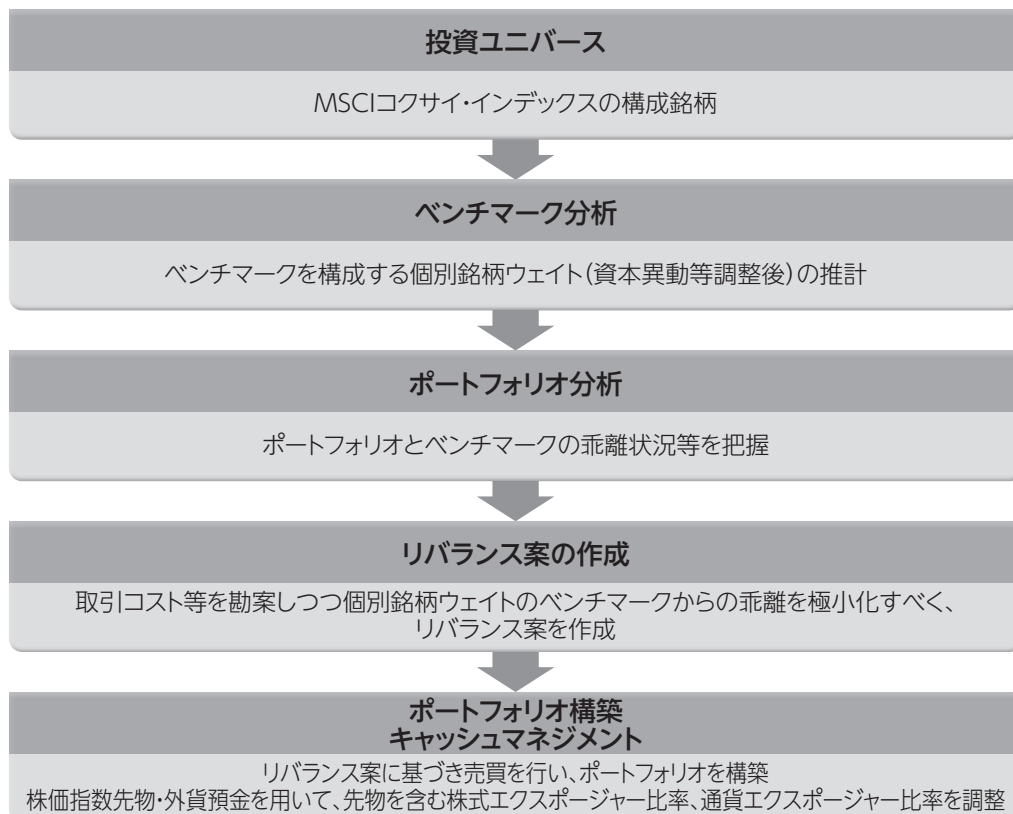 投資ユニバース
MSCIコクサイ・インデックスの構成銘柄
ベンチマーク分析
ベンチマークを構成する個別銘柄ウェイト(資本異動等調整後)の推計
ポートフォリオ分析
ポートフォリオとベンチマークの乖離状況等を把握
リバランス案の作成
取引コスト等を勘案しつつ個別銘柄ウェイトのベンチマークからの乖離を極小化すべく、
リバランス案を作成
ポートフォリオ構築
キャッシュマネジメント
リバランス案に基づき売買を行い、ポートフォリオを構築
株価指数先物・外貨預金を用いて、先物を含む株式エクスポージャー比率、通貨エクスポージャー比率を調整